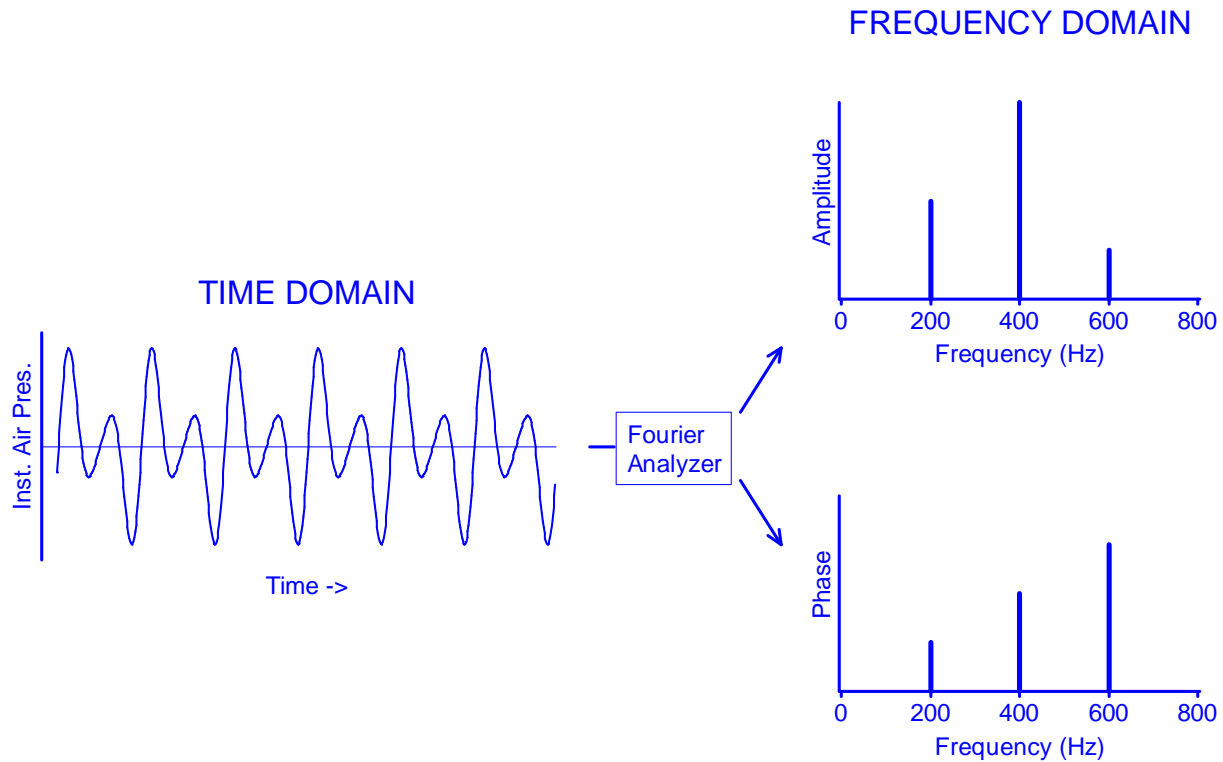 FREQUENCY DOMAIN
Amplitude
0 200 400 600 800
Frequency (Hz)
TIME DOMAIN
Inst. Air Pres.
Time ->
Fourier
Analyzer
Phase
0 200 400 600 800
Frequency (Hz)